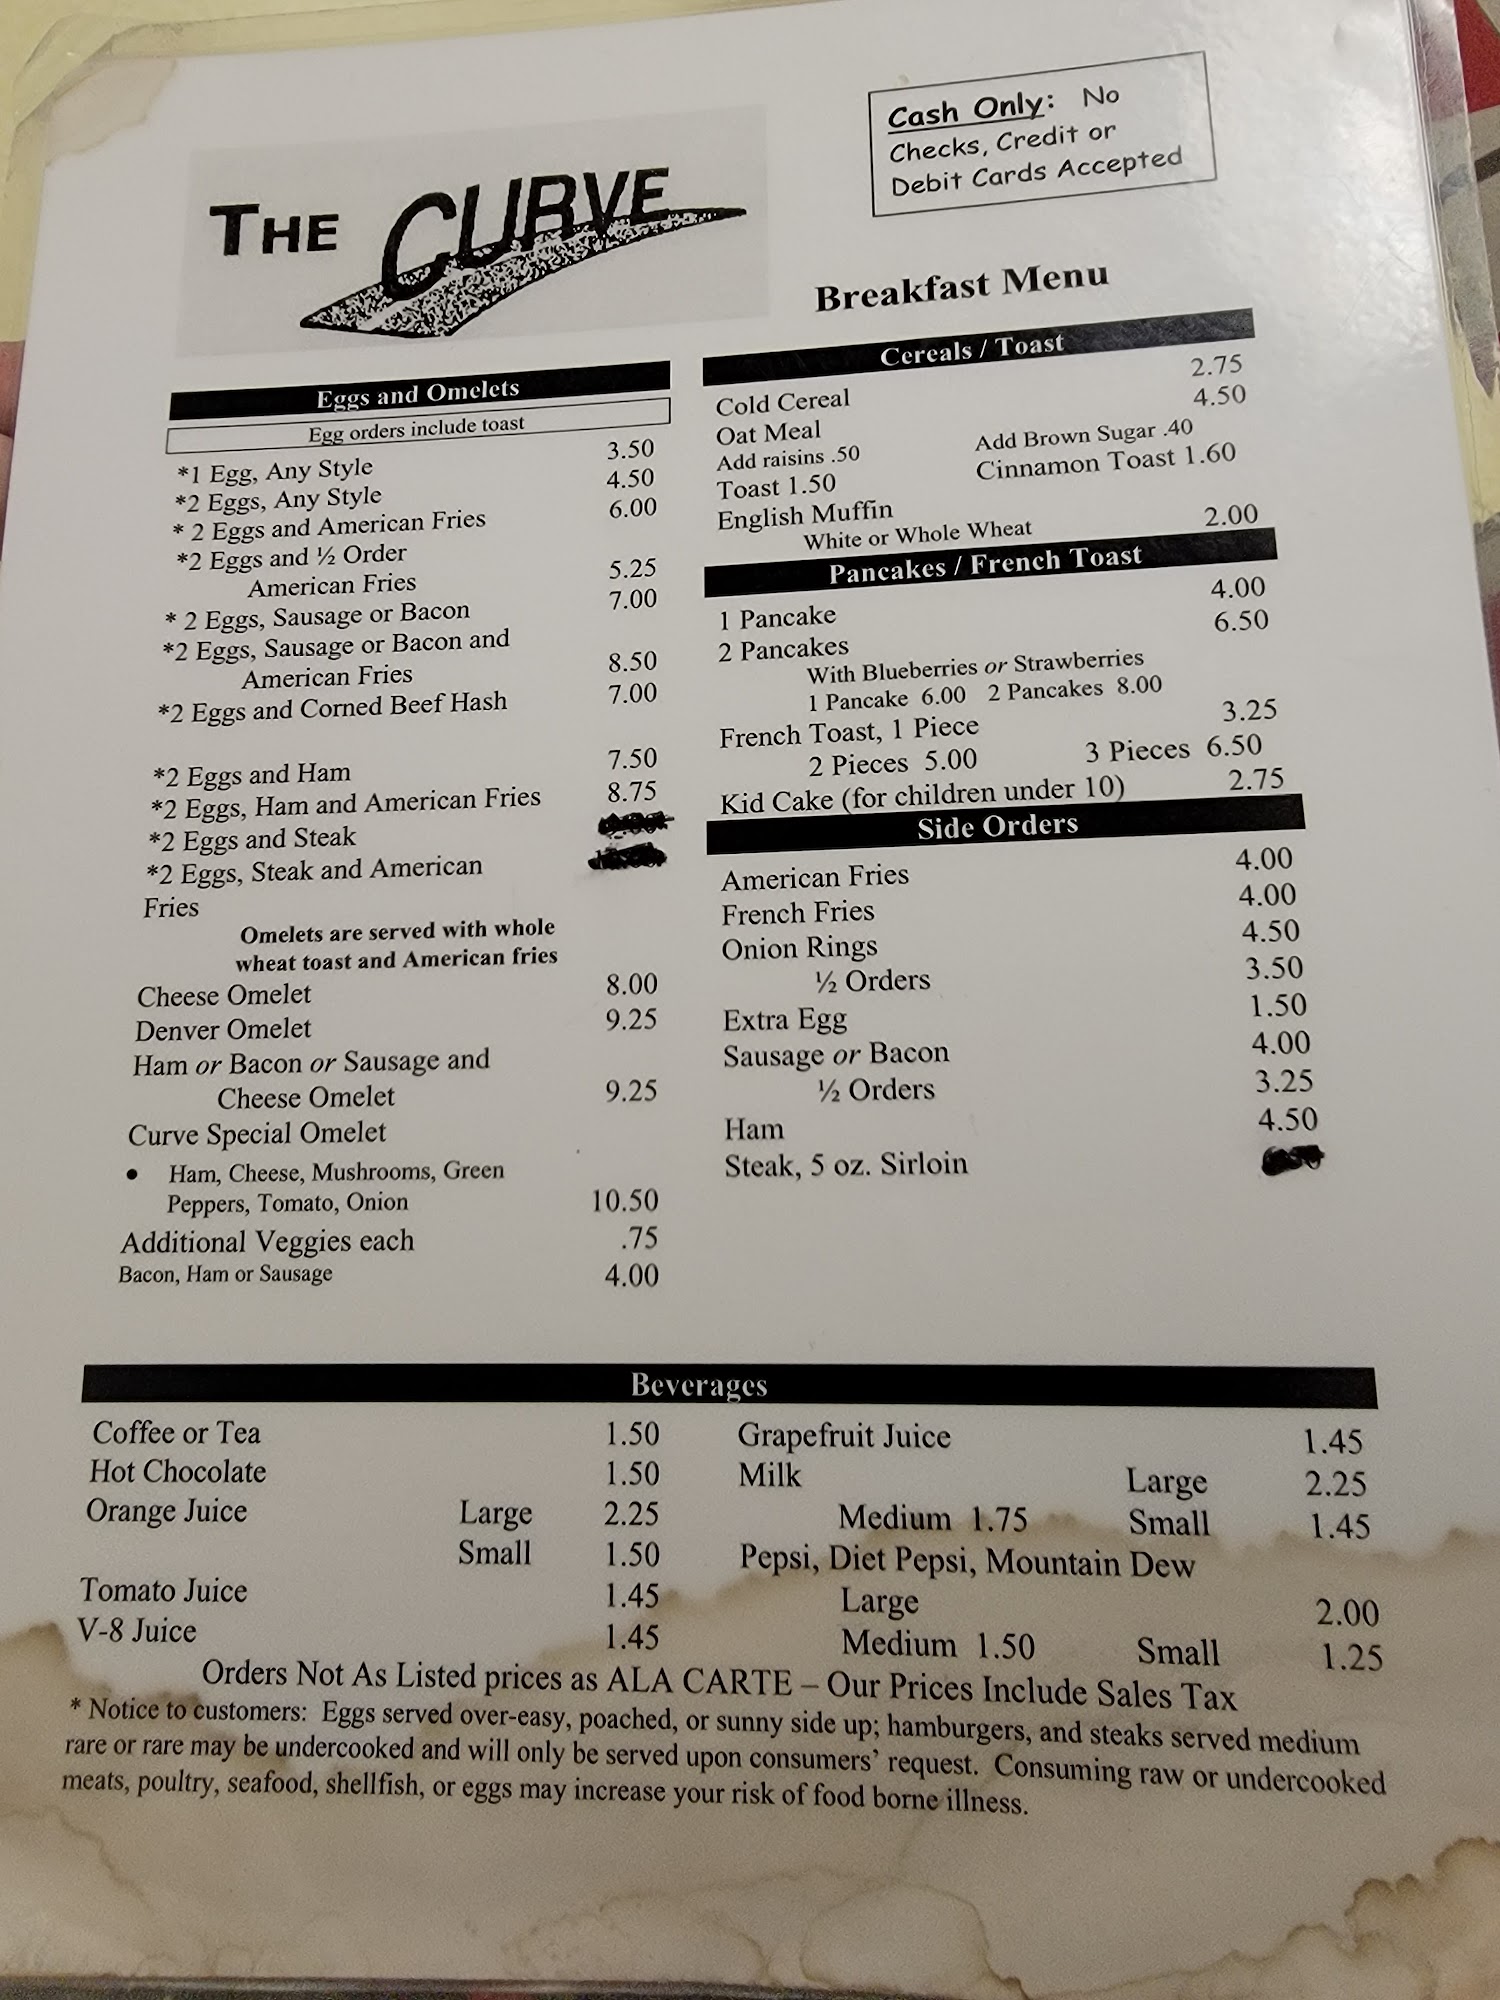 THE CURVE
Cash Only: No
Checks, Credit or
Debit Cards Accepted
Breakfast Menu
Eggs and Omelets
Egg orders include toast
*1 Egg, Any Style 3.50
*2 Eggs, Any Style 4.50
* 2 Eggs and American Fries 6.00
*2 Eggs and ½ Order
American Fries 5.25
* 2 Eggs, Sausage or Bacon 7.00
*2 Eggs, Sausage or Bacon and
American Fries 8.50
*2 Eggs and Corned Beef Hash 7.00
*2 Eggs and Ham 7.50
*2 Eggs, Ham and American Fries 8.75
*2 Eggs and Steak
*2 Eggs, Steak and American
Fries
Omelets are served with whole
wheat toast and American fries
Cheese Omelet 8.00
Denver Omelet 9.25
Ham or Bacon or Sausage and
Cheese Omelet 9.25
Curve Special Omelet
• Ham, Cheese, Mushrooms, Green
Peppers, Tomato, Onion 10.50
Additional Veggies each .75
Bacon, Ham or Sausage 4.00
Cereals / Toast
Cold Cereal 2.75
Oat Meal 4.50
Add raisins .50 Add Brown Sugar .40
Toast 1.50 Cinnamon Toast 1.60
English Muffin
White or Whole Wheat 2.00
Pancakes / French Toast
1 Pancake 4.00
2 Pancakes 6.50
With Blueberries or Strawberries
1 Pancake 6.00 2 Pancakes 8.00
French Toast, 1 Piece 3.25
2 Pieces 5.00 3 Pieces 6.50
Kid Cake (for children under 10) 2.75
Side Orders
American Fries 4.00
French Fries 4.00
Onion Rings 4.50
½ Orders 3.50
Extra Egg 1.50
Sausage or Bacon 4.00
½ Orders 3.25
Ham 4.50
Steak, 5 oz. Sirloin
Beverages
Coffee or Tea 1.50
Hot Chocolate 1.50
Orange Juice Large 2.25
Small 1.50
Tomato Juice 1.45
V-8 Juice 1.45
Grapefruit Juice 1.45
Milk Large 2.25
Medium 1.75 Small 1.45
Pepsi, Diet Pepsi, Mountain Dew
Large 2.00
Medium 1.50 Small 1.25
Orders Not As Listed prices as ALA CARTE – Our Prices Include Sales Tax
* Notice to customers: Eggs served over-easy, poached, or sunny side up; hamburgers, and steaks served medium
rare or rare may be undercooked and will only be served upon consumers' request. Consuming raw or undercooked
meats, poultry, seafood, shellfish, or eggs may increase your risk of food borne illness.